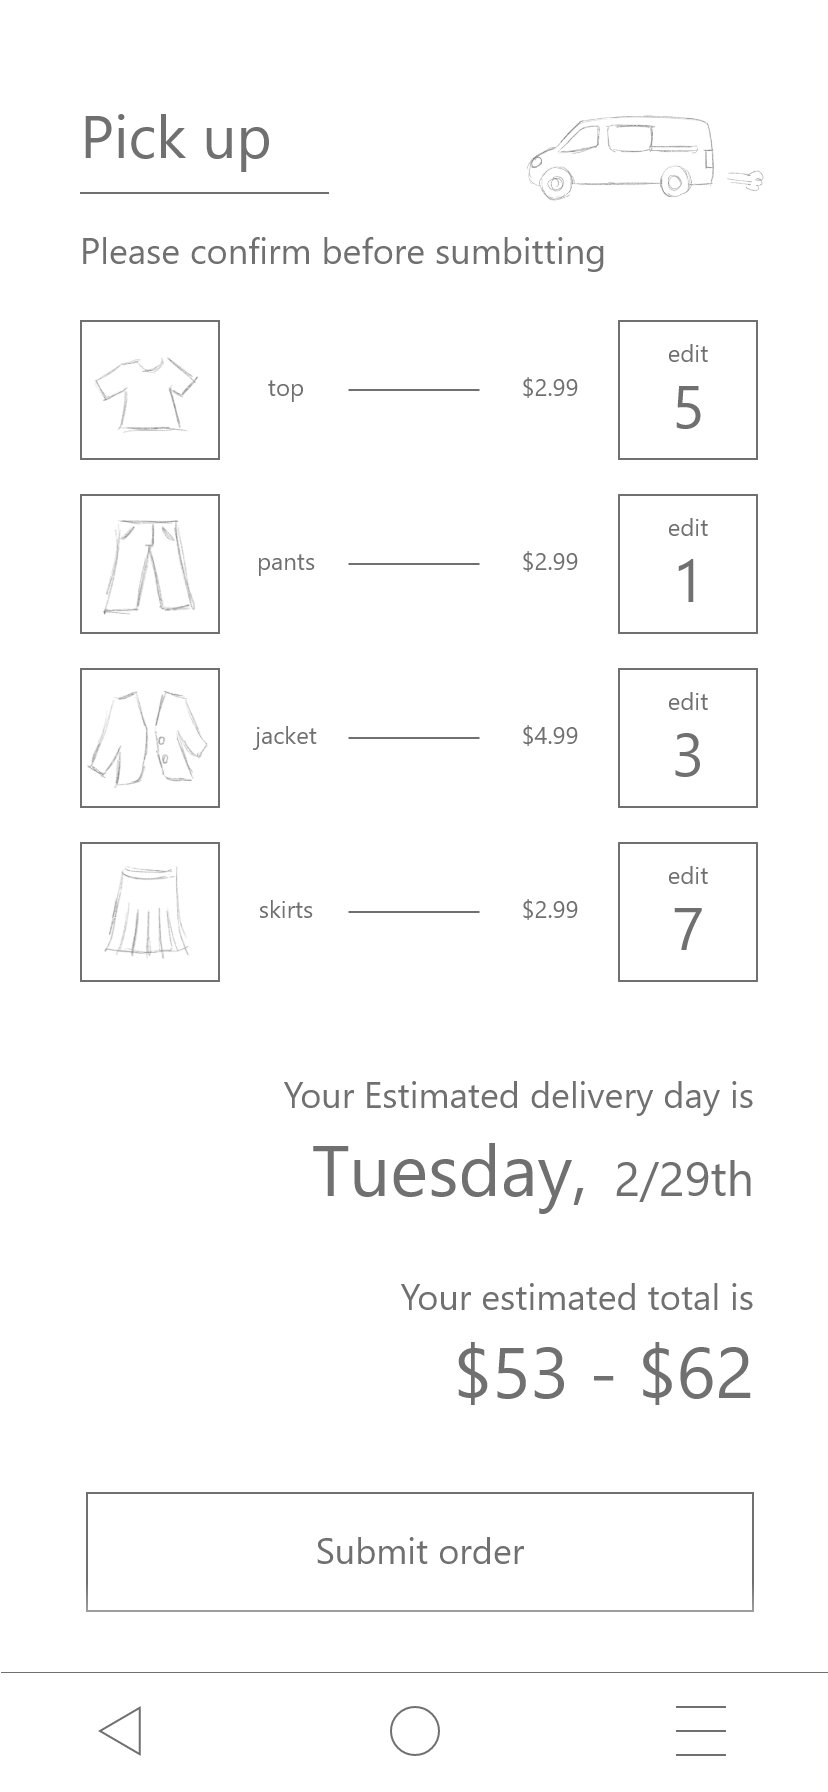 Pick up
Please confirm before sumbitting
top $2.99 edit 5
pants $2.99 edit 1
jacket $4.99 edit 3
skirts $2.99 edit 7
Your Estimated delivery day is
Tuesday, 2/29th
Your estimated total is
$53 - $62
Submit order